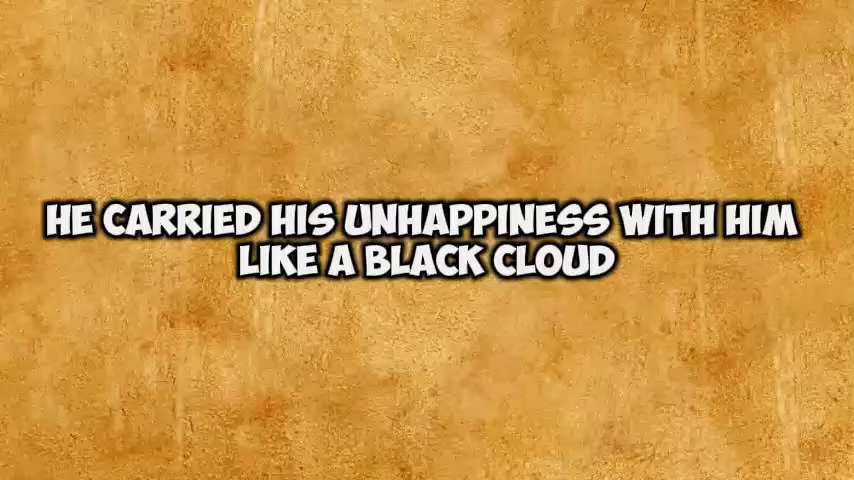 HE CARRIED HIS UNHAPPINESS WITH HIM
LIKE A BLACK CLOUD